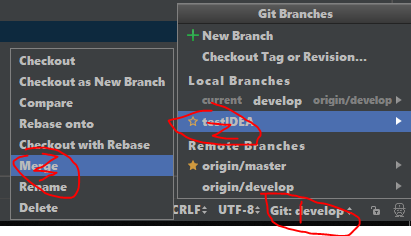 Git Branches
New Branch
Checkout Tag or Revision...
Local Branches
current develop origin/develop
testIDEA
Remote Branches
origin/master
origin/develop
Checkout
Checkout as New Branch
Compare
Rebase onto
Checkout with Rebase
Merge
Rename
Delete
CRLF UTF-8 Git: develop